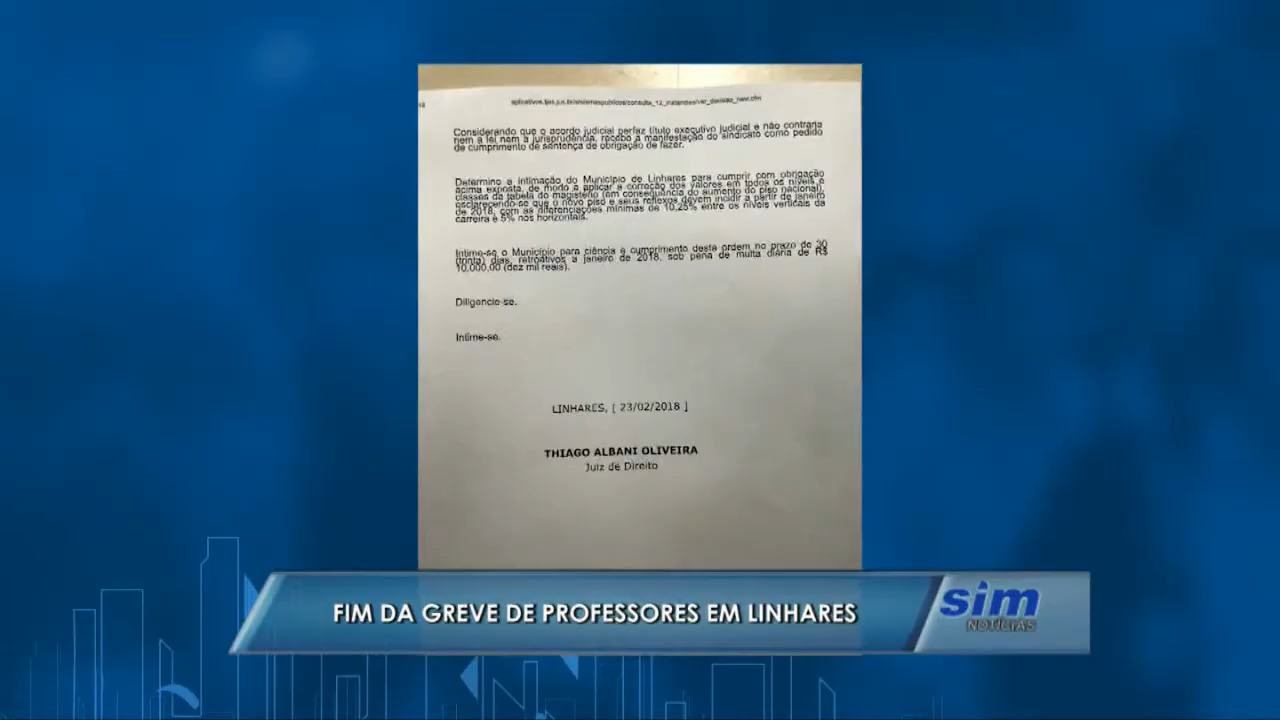 aplicativos.tjes.jus.br/sistemaspublicos/consulta_12_instancias/ver_decisao_new.cfm
Considerando que o acordo judicial perfaz título executivo judicial e não contraria
nem a lei nem a jurisprudência, recebo a manifestação do sindicato como pedido
de cumprimento de sentença de obrigação de fazer.
Determino a intimação do Município de Linhares para cumprir com obrigação
acima exposta, de modo a aplicar a correção dos valores em todos os níveis e
classes da tabela do magistério (em consequência do aumento do piso nacional),
esclarecendo-se que o novo piso e seus reflexos devem incidir a partir de janeiro
de 2018, com as diferenciações mínimas de 10,25% entre os níveis verticais da
carreira e 5% nos horizontais.
Intime-se o Município para ciência e cumprimento desta ordem no prazo de 30
(trinta) dias, retroativos a janeiro de 2018, sob pena de multa diária de R$
10.000,00 (dez mil reais).
Diligencie-se.
Intime-se.
LINHARES, [ 23/02/2018 ]
THIAGO ALBANI OLIVEIRA
Juiz de Direito
FIM DA GREVE DE PROFESSORES EM LINHARES
sim
NOTÍCIAS